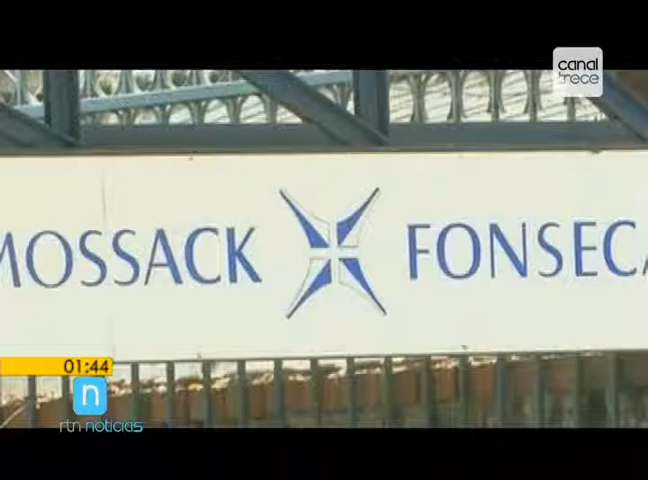 canal
trece
MOSSACK FONSECA
01:44
n
rtn noticias